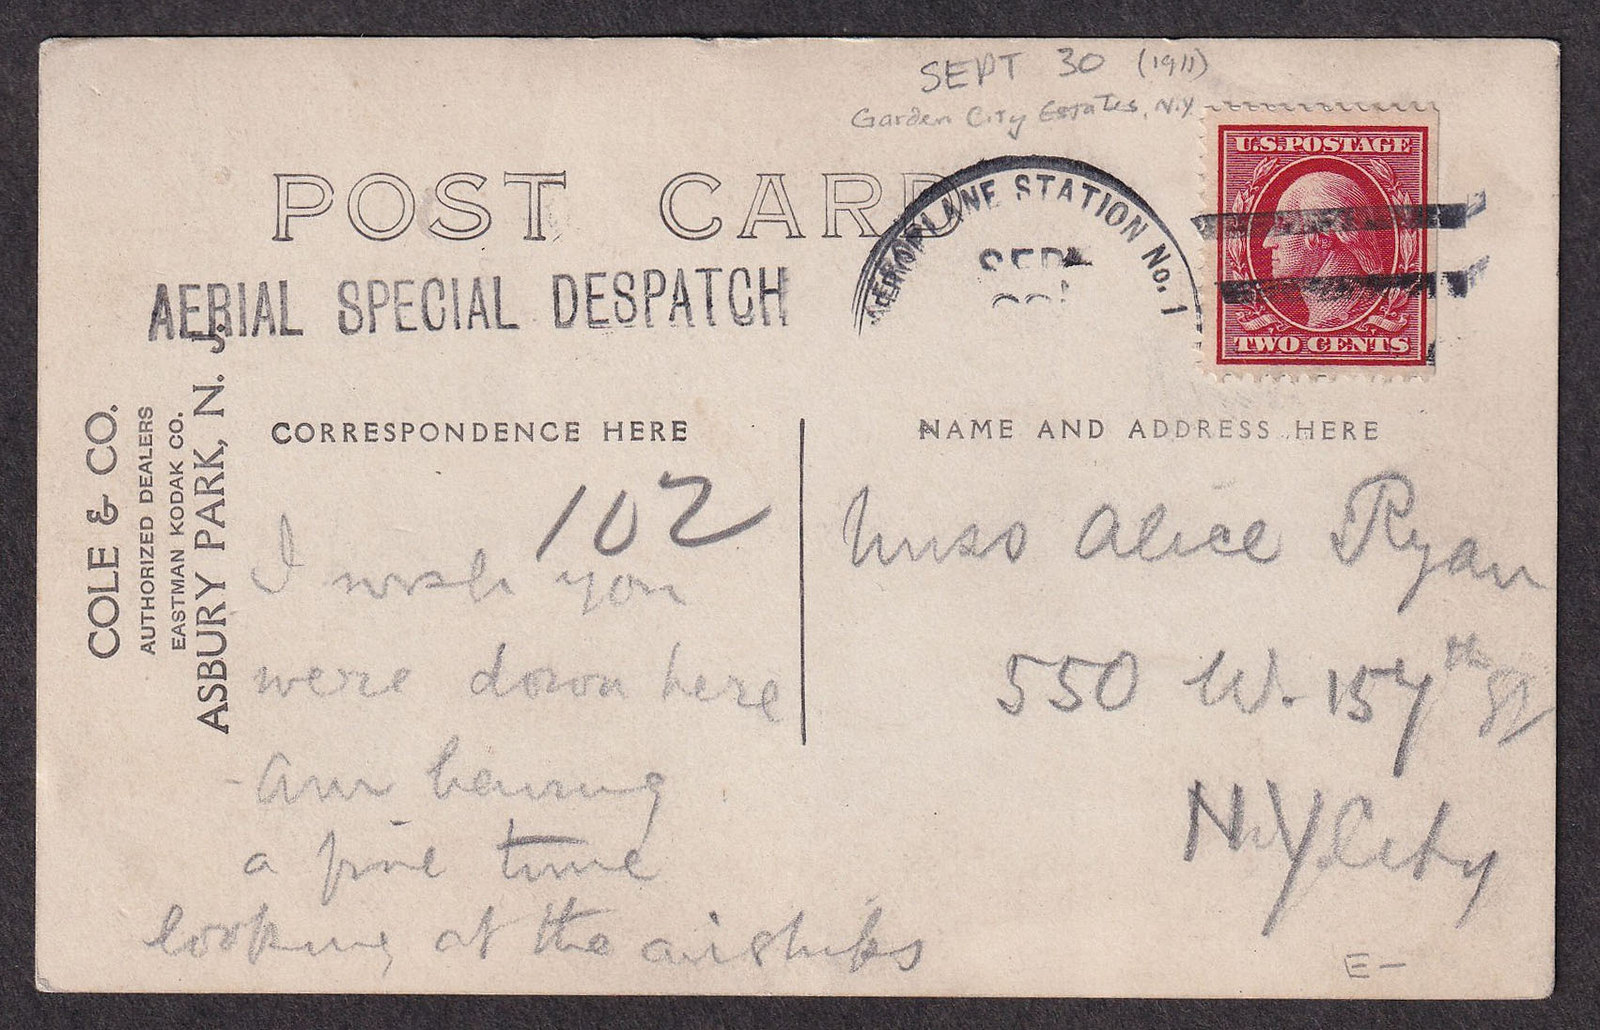 SEPT 30 (1911)
Garden City Estates, N.Y.
U.S. POSTAGE
TWO CENTS
POST CARD
AEROPLANE STATION No. 1
SEPT
AERIAL SPECIAL DESPATCH
COLE & CO.
AUTHORIZED DEALERS
EASTMAN KODAK CO.
ASBURY PARK, N. J.
CORRESPONDENCE HERE
NAME AND ADDRESS HERE
102
I wish you
were down here
- am having
a fine time
looking at the airships
Miss Alice Ryan
550 W. 157th St
N.Y. City
E-